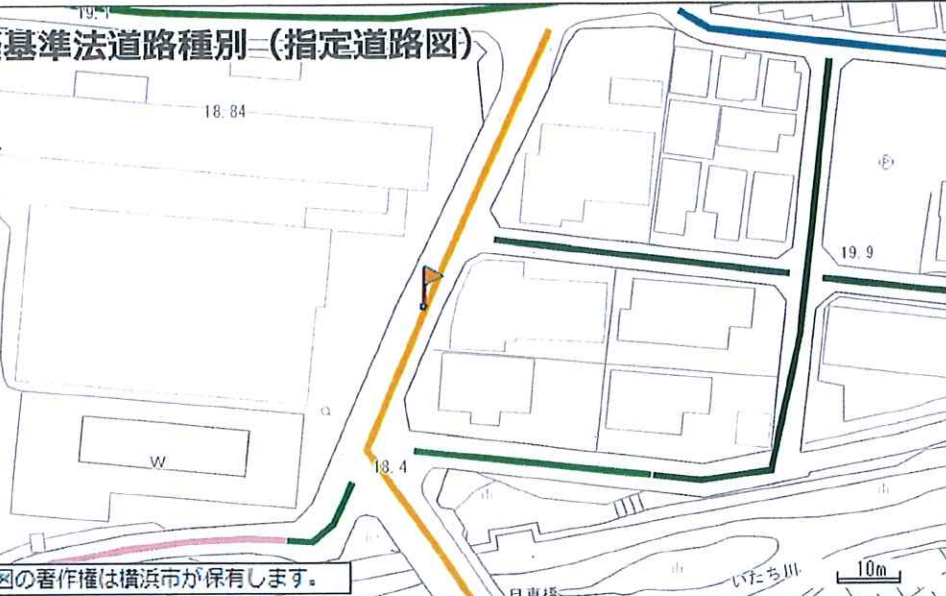 19.1
基準法道路種別（指定道路図）
18.84
P
19.9
W
18.4
いたち川
10m
図の著作権は横浜市が保有します。
日東橋